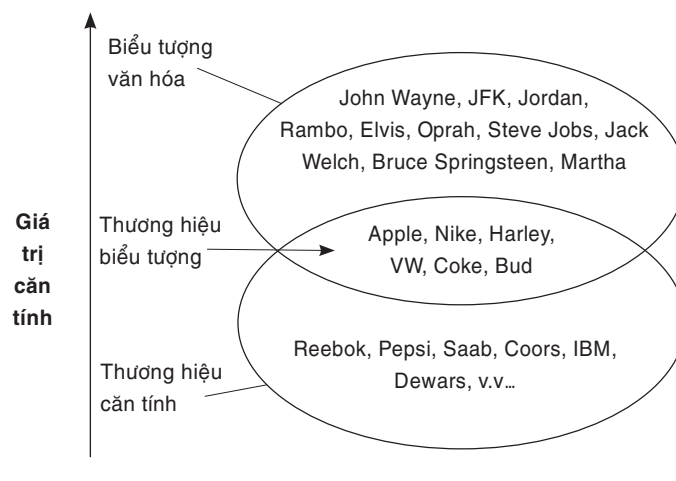 Biểu tượng
văn hóa
John Wayne, JFK, Jordan,
Rambo, Elvis, Oprah, Steve Jobs, Jack
Welch, Bruce Springsteen, Martha
Giá
trị
căn
tính
Thương hiệu
biểu tượng
Apple, Nike, Harley,
VW, Coke, Bud
Reebok, Pepsi, Saab, Coors, IBM,
Dewars, v.v...
Thương hiệu
căn tính